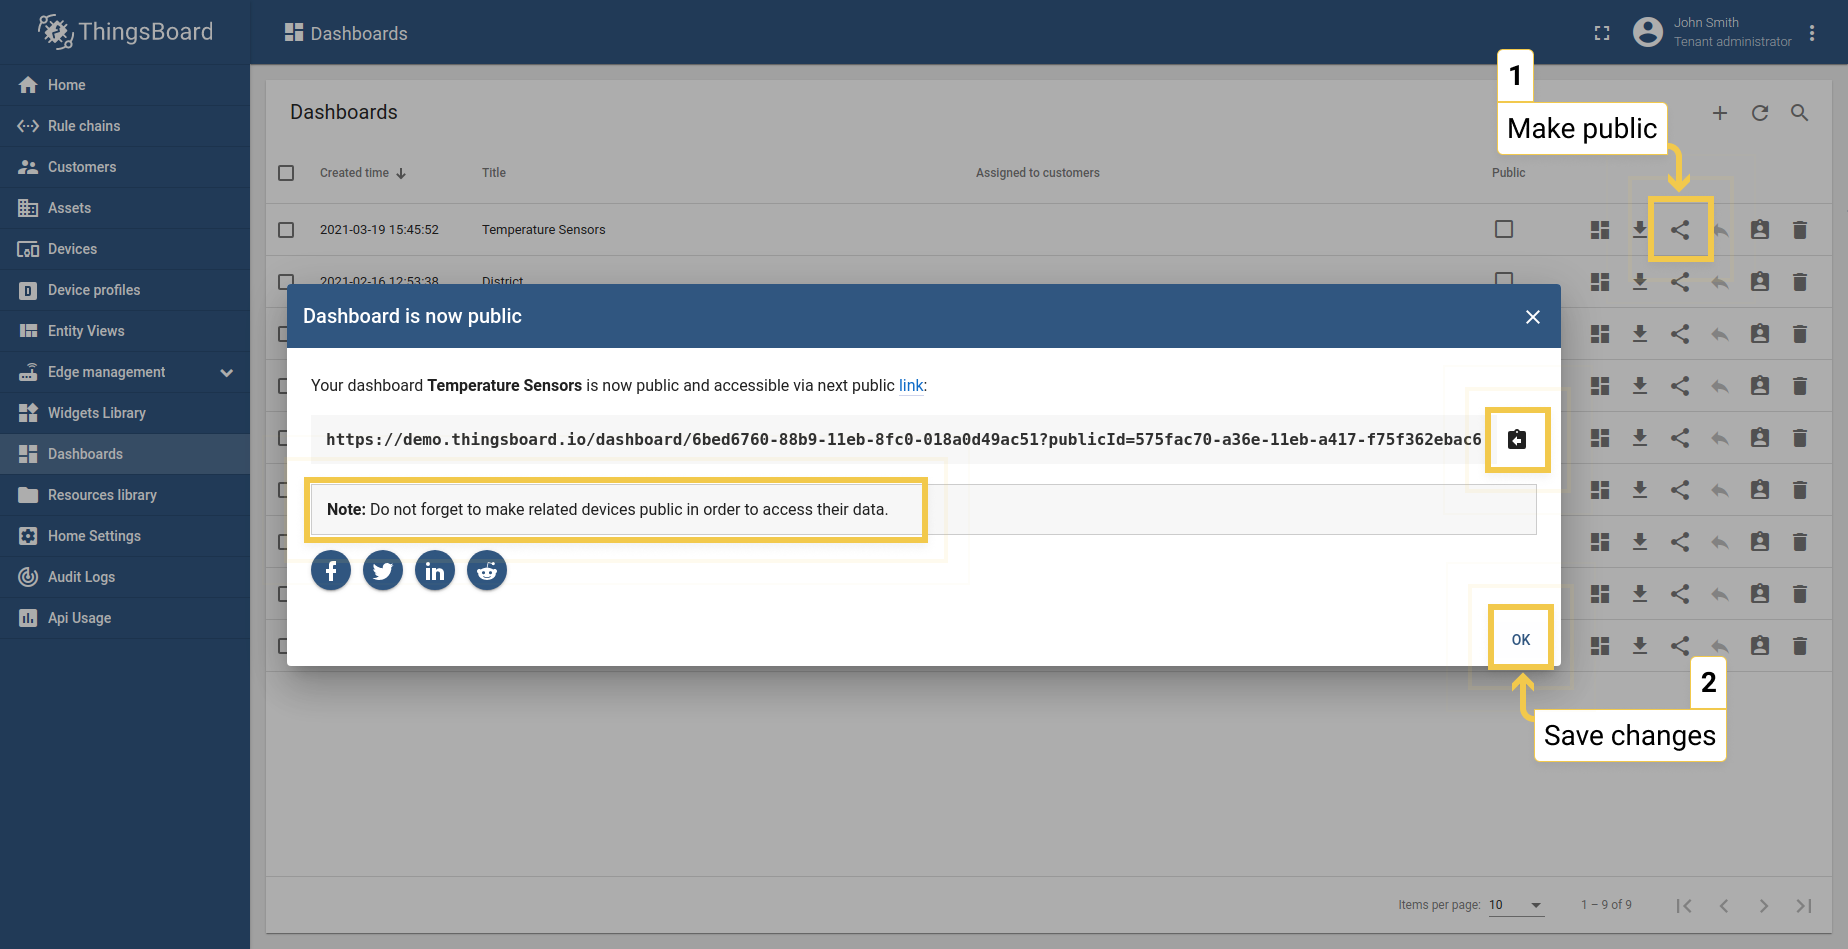 ThingsBoard
Dashboards
John Smith
Tenant administrator
Home
Rule chains
Customers
Assets
Devices
Device profiles
Entity Views
Edge management
Widgets Library
Dashboards
Resources library
Home Settings
Audit Logs
Api Usage
Dashboards
1
Make public
Created time Title Assigned to customers Public
2021-03-19 15:45:52 Temperature Sensors
2021-02-16 12:53:38 District
Dashboard is now public
Your dashboard Temperature Sensors is now public and accessible via next public link:
https://demo.thingsboard.io/dashboard/6bed6760-88b9-11eb-8fc0-018a0d49ac51?publicId=575fac70-a36e-11eb-a417-f75f362ebac6
Note: Do not forget to make related devices public in order to access their data.
OK
2
Save changes
Items per page: 10 1 – 9 of 9